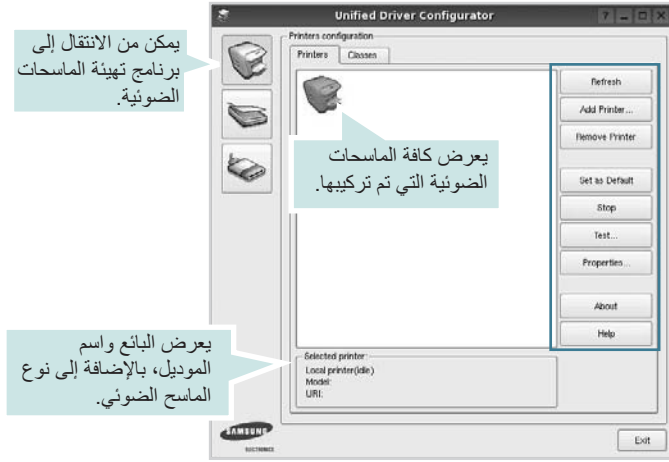 Unified Driver Configurator
يمكن من الانتقال إلى
برنامج تهيئة الماسحات
الضوئية.
Printers configuration
Printers
Classes
Refresh
Add Printer...
Remove Printer
Set as Default
Stop
Test...
Properties...
About
Help
يعرض كافة الماسحات
الضوئية التي تم تركيبها.
يعرض البائع واسم
الموديل، بالإضافة إلى نوع
الماسح الضوئي.
Selected printer:
Local printer(idle)
Model:
URI:
SAMSUNG
ELECTRONICS
Exit